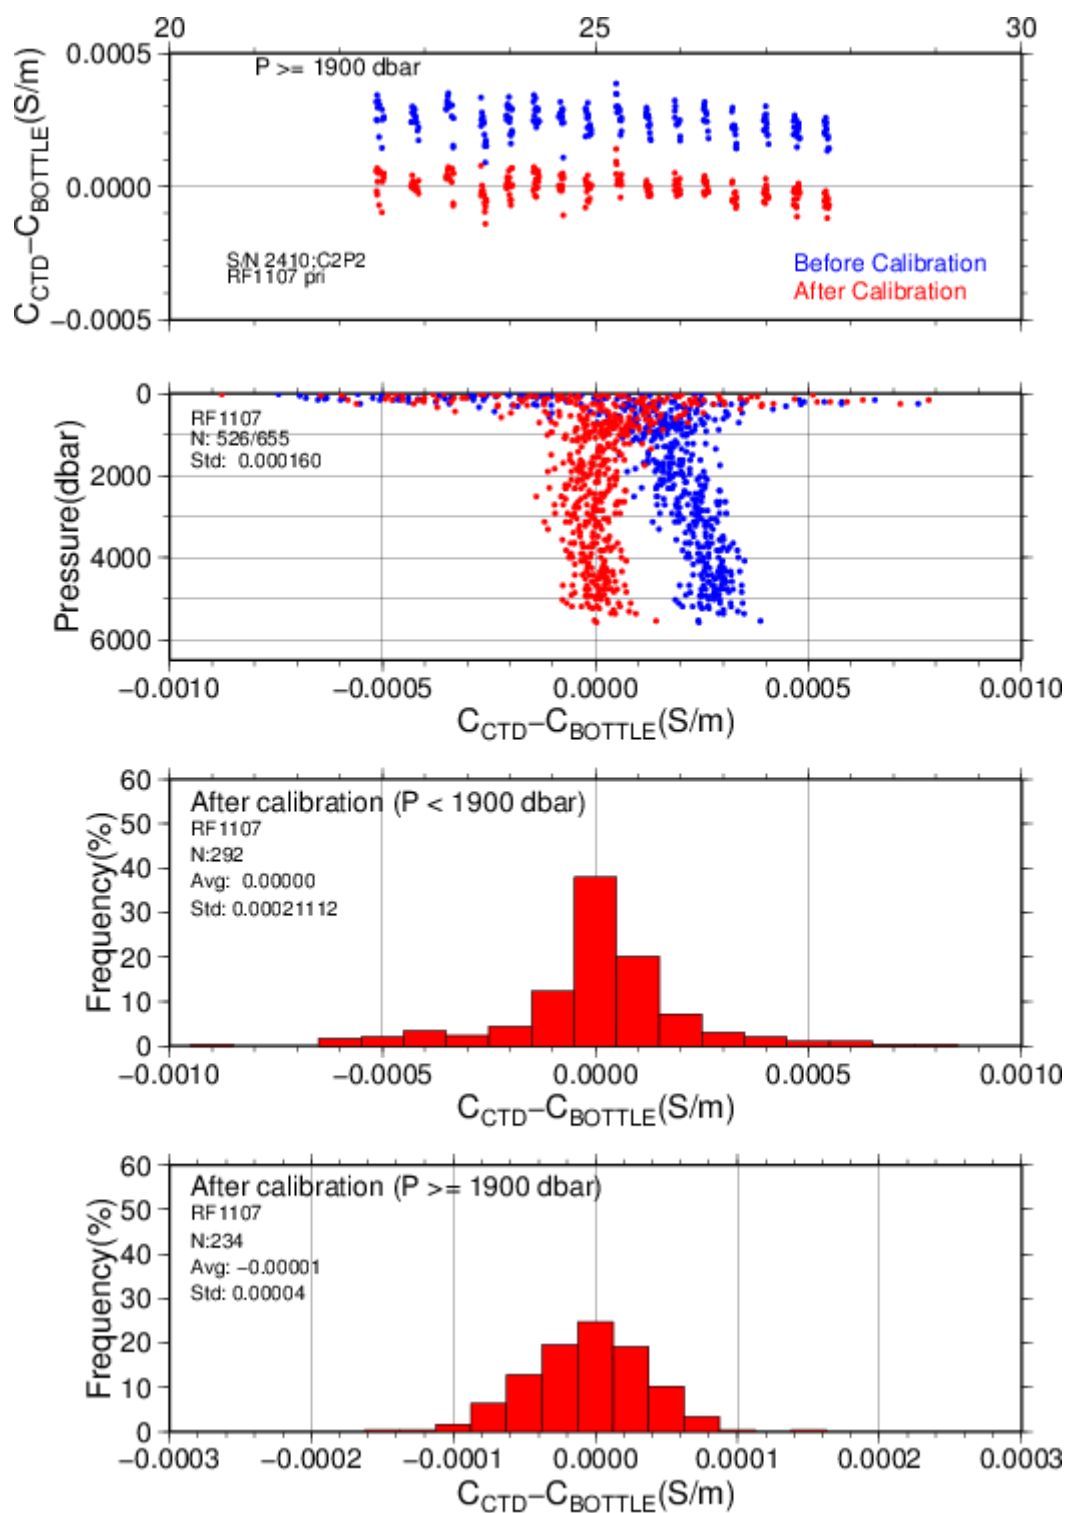 20 25 30
0.0005
P >= 1900 dbar
0.0000
C_CTD−C_BOTTLE(S/m)
S/N 2410:C2P2
RF1107 pri
Before Calibration
After Calibration
−0.0005
0
RF1107
N: 526/655
Std: 0.000160
2000
4000
6000
Pressure(dbar)
−0.0010 −0.0005 0.0000 0.0005 0.0010
C_CTD−C_BOTTLE(S/m)
60
After calibration (P < 1900 dbar)
50
RF1107
N:292
40
Avg: 0.00000
Std: 0.00021112
30
20
10
0
Frequency(%)
−0.0010 −0.0005 0.0000 0.0005 0.0010
C_CTD−C_BOTTLE(S/m)
60
After calibration (P >= 1900 dbar)
50
RF1107
N:234
40
Avg: −0.00001
Std: 0.00004
30
20
10
0
Frequency(%)
−0.0003 −0.0002 −0.0001 0.0000 0.0001 0.0002 0.0003
C_CTD−C_BOTTLE(S/m)